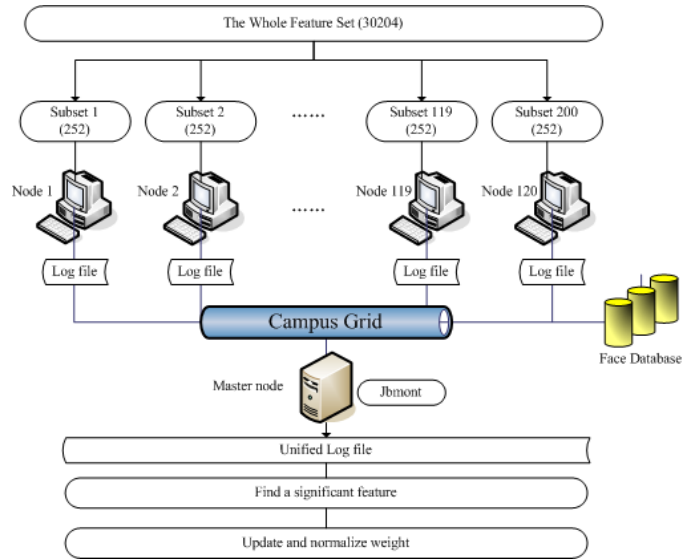 The Whole Feature Set (30204)
Subset 1
(252)
Subset 2
(252)
......
Subset 119
(252)
Subset 200
(252)
Node 1
Node 2
......
Node 119
Node 120
Log file
Log file
Log file
Log file
Campus Grid
Face Database
Master node
Jbmont
Unified Log file
Find a significant feature
Update and normalize weight